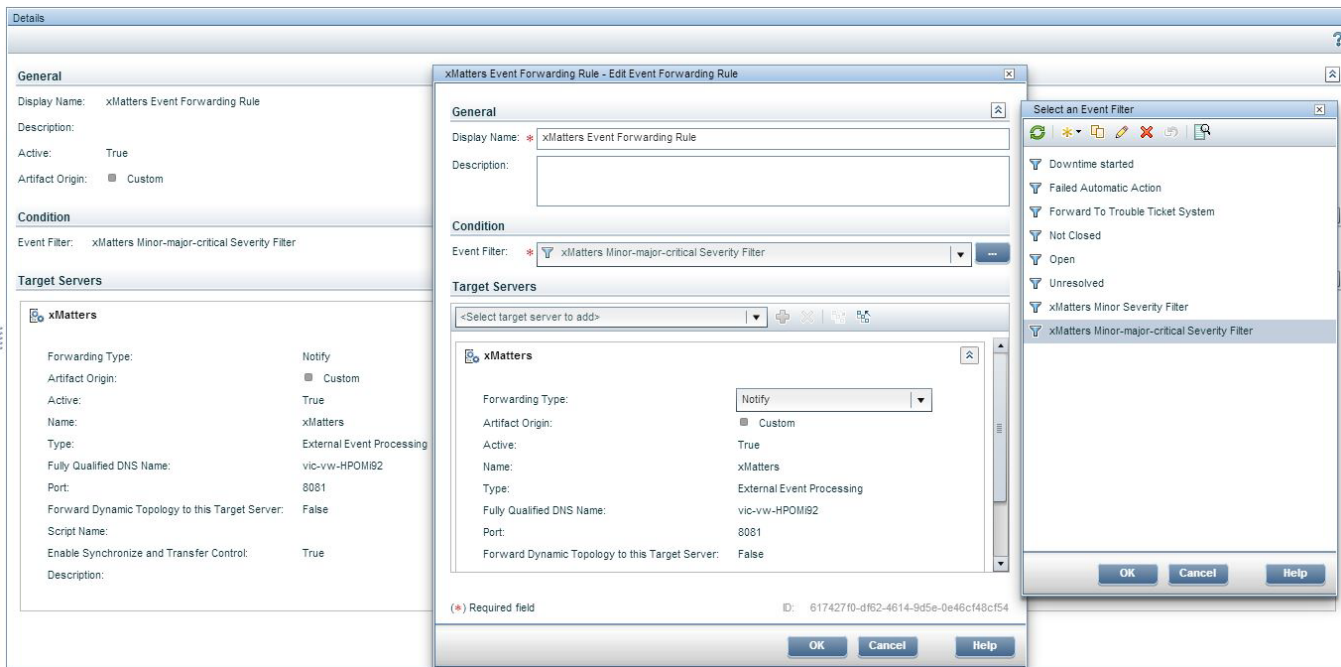 Details
?
General
Display Name: xMatters Event Forwarding Rule
Description:
Active: True
Artifact Origin: Custom
Condition
Event Filter: xMatters Minor-major-critical Severity Filter
Target Servers
xMatters
Forwarding Type: Notify
Artifact Origin: Custom
Active: True
Name: xMatters
Type: External Event Processing
Fully Qualified DNS Name: vic-vw-HPOMi92
Port: 8081
Forward Dynamic Topology to this Target Server: False
Script Name:
Enable Synchronize and Transfer Control: True
Description:
xMatters Event Forwarding Rule - Edit Event Forwarding Rule
General
Display Name: * xMatters Event Forwarding Rule
Description:
Condition
Event Filter: * xMatters Minor-major-critical Severity Filter ...
Target Servers
<Select target server to add>
xMatters
Forwarding Type: Notify
Artifact Origin: Custom
Active: True
Name: xMatters
Type: External Event Processing
Fully Qualified DNS Name: vic-vw-HPOMi92
Port: 8081
Forward Dynamic Topology to this Target Server: False
(*) Required field ID: 617427f0-df62-4614-9d5e-0e46cf48cf54
OK Cancel Help
Select an Event Filter
Downtime started
Failed Automatic Action
Forward To Trouble Ticket System
Not Closed
Open
Unresolved
xMatters Minor Severity Filter
xMatters Minor-major-critical Severity Filter
OK Cancel Help